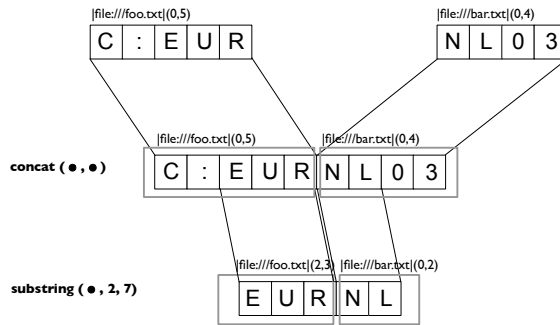 |file:///foo.txt|(0,5) |file:///bar.txt|(0,4)
C : E U R N L 0 3
|file:///foo.txt|(0,5) |file:///bar.txt|(0,4)
concat ( ● , ● ) C : E U R N L 0 3
|file:///foo.txt|(2,3) |file:///bar.txt|(0,2)
substring ( ● , 2, 7) E U R N L